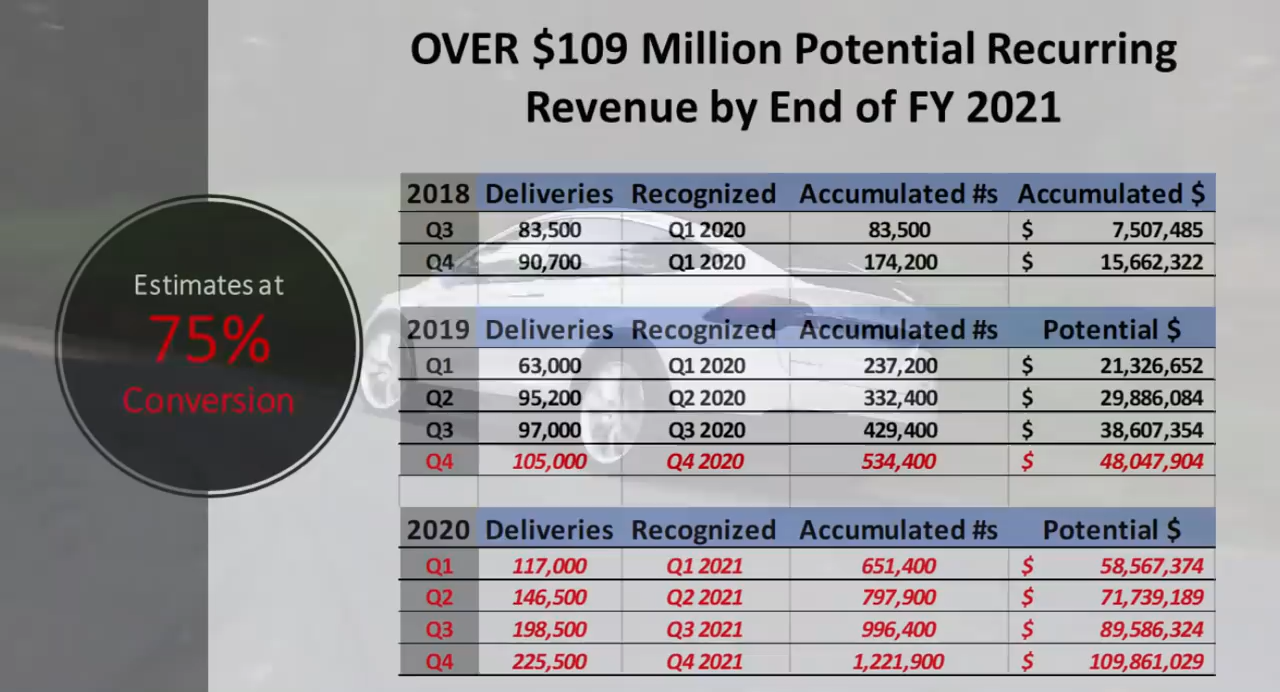 OVER $109 Million Potential Recurring
Revenue by End of FY 2021
Estimates at
75%
Conversion
2018 Deliveries Recognized Accumulated #s Accumulated $
Q3 83,500 Q1 2020 83,500 $ 7,507,485
Q4 90,700 Q1 2020 174,200 $ 15,662,322
2019 Deliveries Recognized Accumulated #s Potential $
Q1 63,000 Q1 2020 237,200 $ 21,326,652
Q2 95,200 Q2 2020 332,400 $ 29,886,084
Q3 97,000 Q3 2020 429,400 $ 38,607,354
Q4 105,000 Q4 2020 534,400 $ 48,047,904
2020 Deliveries Recognized Accumulated #s Potential $
Q1 117,000 Q1 2021 651,400 $ 58,567,374
Q2 146,500 Q2 2021 797,900 $ 71,739,189
Q3 198,500 Q3 2021 996,400 $ 89,586,324
Q4 225,500 Q4 2021 1,221,900 $ 109,861,029